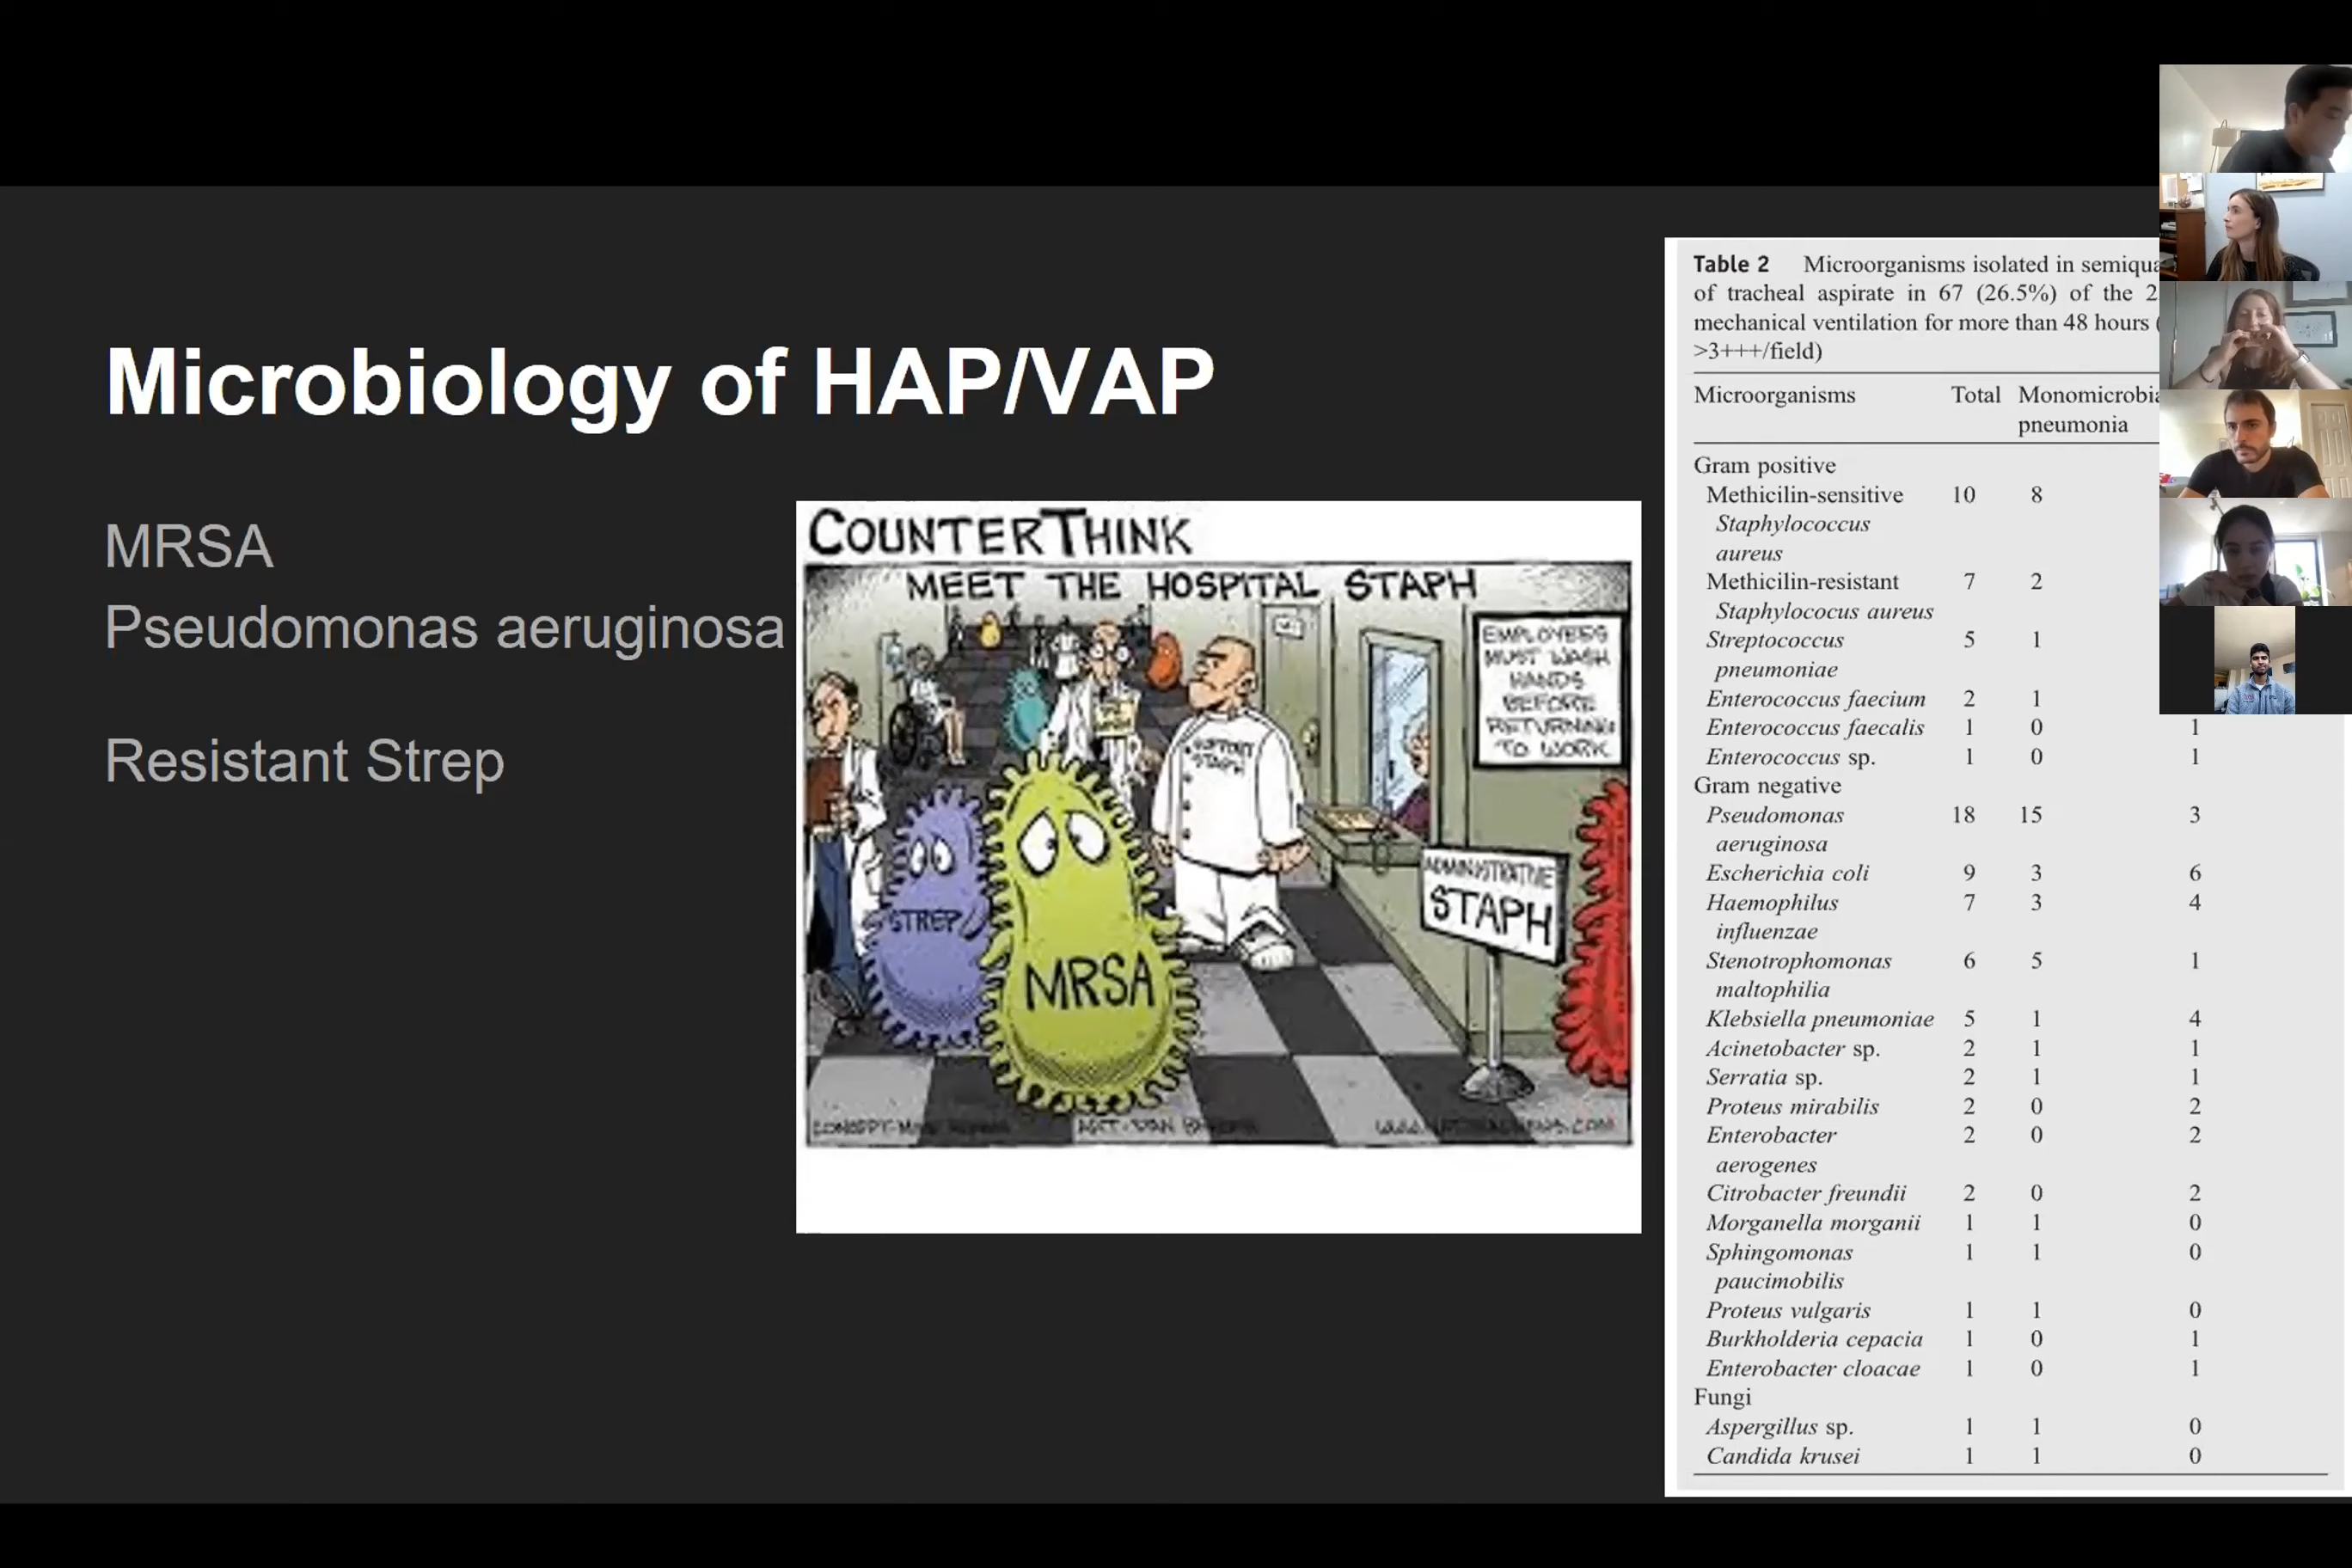 Microbiology of HAP/VAP
MRSA
Pseudomonas aeruginosa
Resistant Strep
COUNTERTHINK
MEET THE HOSPITAL STAPH
EMPLOYEES
MUST WASH
HANDS
BEFORE
RETURNING
TO WORK
SUPPORT
STAPH
STREP
MRSA
ADMINISTRATIVE
STAPH
Table 2 Microorganisms isolated in semiqua
of tracheal aspirate in 67 (26.5%) of the 2
mechanical ventilation for more than 48 hours (
>3+++/field)
Microorganisms Total Monomicrobia
pneumonia
Gram positive
Methicilin-sensitive 10 8
Staphylococcus
aureus
Methicilin-resistant 7 2
Staphylococus aureus
Streptococcus 5 1
pneumoniae
Enterococcus faecium 2 1
Enterococcus faecalis 1 0 1
Enterococcus sp. 1 0 1
Gram negative
Pseudomonas 18 15 3
aeruginosa
Escherichia coli 9 3 6
Haemophilus 7 3 4
influenzae
Stenotrophomonas 6 5 1
maltophilia
Klebsiella pneumoniae 5 1 4
Acinetobacter sp. 2 1 1
Serratia sp. 2 1 1
Proteus mirabilis 2 0 2
Enterobacter 2 0 2
aerogenes
Citrobacter freundii 2 0 2
Morganella morganii 1 1 0
Sphingomonas 1 1 0
paucimobilis
Proteus vulgaris 1 1 0
Burkholderia cepacia 1 0 1
Enterobacter cloacae 1 0 1
Fungi
Aspergillus sp. 1 1 0
Candida krusei 1 1 0